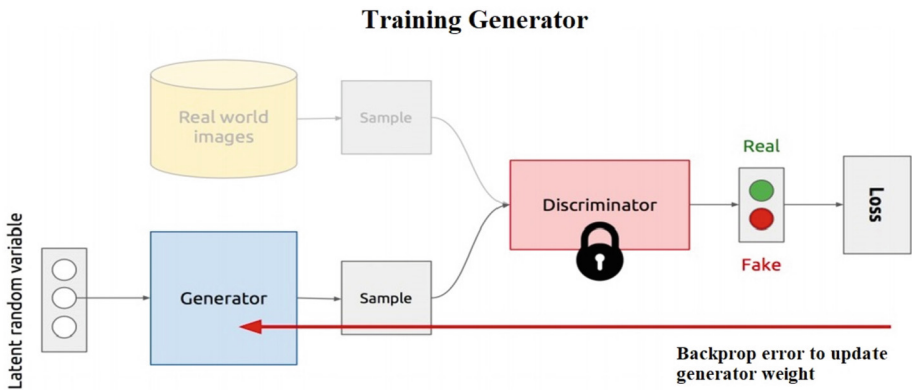 Training Generator
Real world
images
Sample
Real
Discriminator
Loss
Fake
Latent random variable
Generator
Sample
Backprop error to update
generator weight